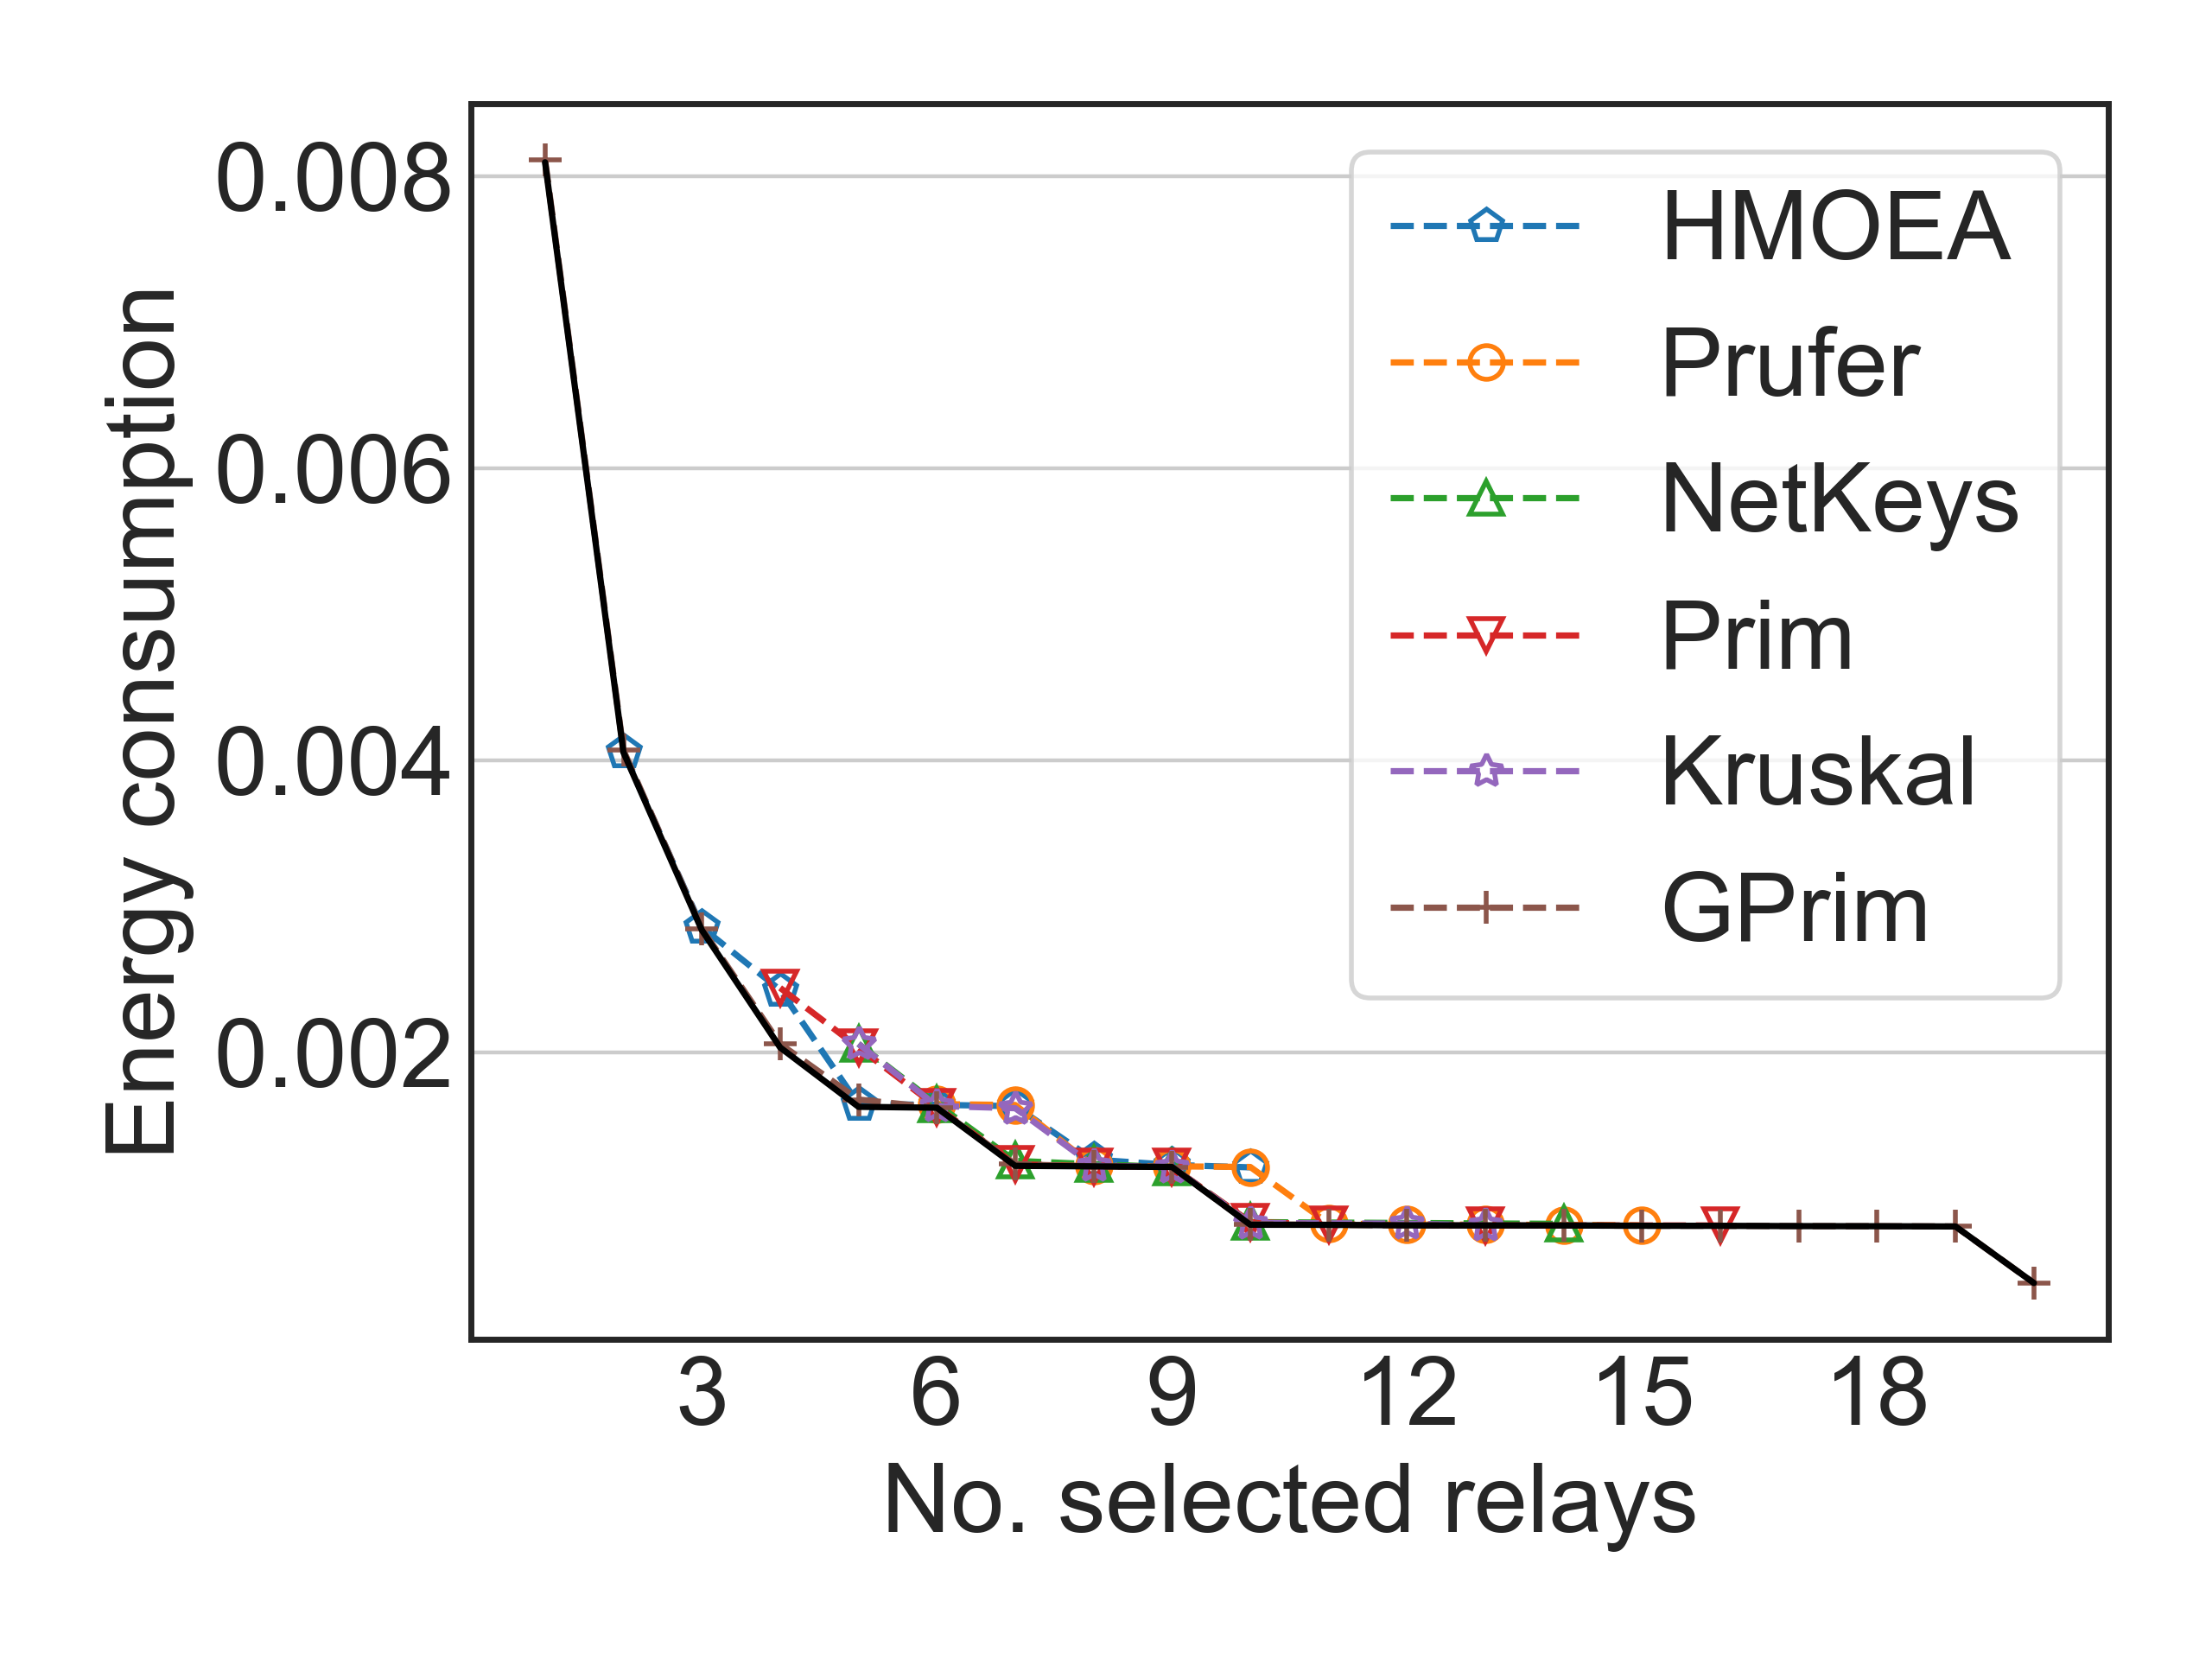 Energy consumption
0.008
0.006
0.004
0.002
3 6 9 12 15 18
No. selected relays
HMOEA
Prufer
NetKeys
Prim
Kruskal
GPrim